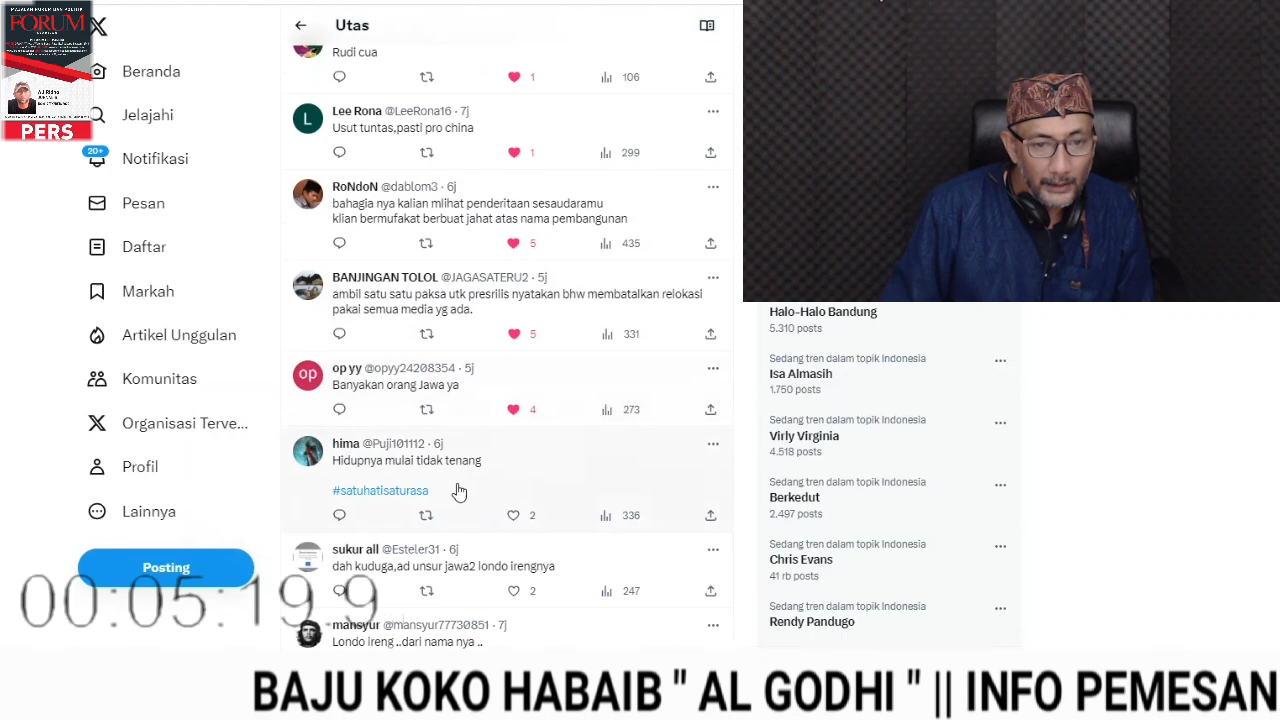 MAJALAH FORUM DAN POLITIK
FORUM
PERS
X
Beranda
Jelajahi
20+
Notifikasi
Pesan
Daftar
Markah
Artikel Unggulan
Komunitas
Organisasi Terve...
Profil
Lainnya
Posting
00:05:19.9
Utas
Rudi cua
1 106
Lee Rona @LeeRona16 · 7j
Usut tuntas,pasti pro china
1 299
RoNdoN @dablom3 · 6j
bahagia nya kalian mlihat penderitaan sesaudaramu
klian bermufakat berbuat jahat atas nama pembangunan
5 435
BANJINGAN TOLOL @JAGASATERU2 · 5j
ambil satu satu paksa utk presrilis nyatakan bhw membatalkan relokasi
pakai semua media yg ada.
5 331
op
op yy @opyy24208354 · 5j
Banyakan orang Jawa ya
4 273
hima @Puji101112 · 6j
Hidupnya mulai tidak tenang
#satuhatisaturasa
2 336
sukur all @Esteler31 · 6j
dah kuduga,ad unsur jawa2 londo irengnya
2 247
mansyur @mansyur77730851 · 7j
Londo ireng ..dari nama nya ..
Halo-Halo Bandung
5.310 posts
Sedang tren dalam topik Indonesia
Isa Almasih
1.750 posts
Sedang tren dalam topik Indonesia
Virly Virginia
4.518 posts
Sedang tren dalam topik Indonesia
Berkedut
2.497 posts
Sedang tren dalam topik Indonesia
Chris Evans
41 rb posts
Sedang tren dalam topik Indonesia
Rendy Pandugo
BAJU KOKO HABAIB " AL GODHI " || INFO PEMESAN